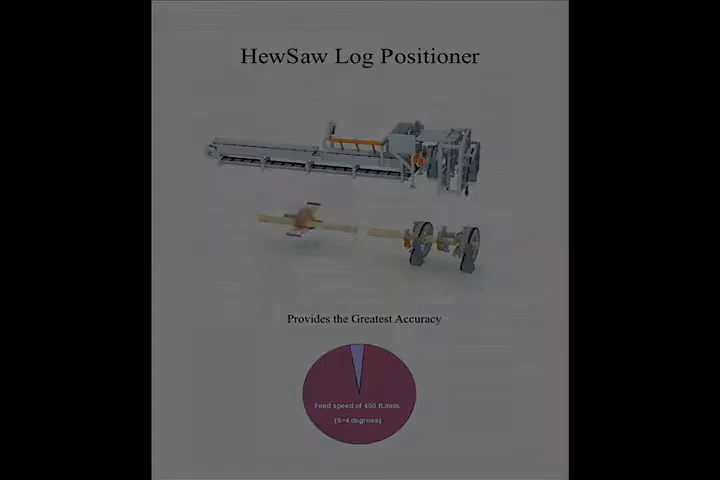 HewSaw Log Positioner
Provides the Greatest Accuracy
Feed speed of 450 ft./min.
(5~4 degrees)